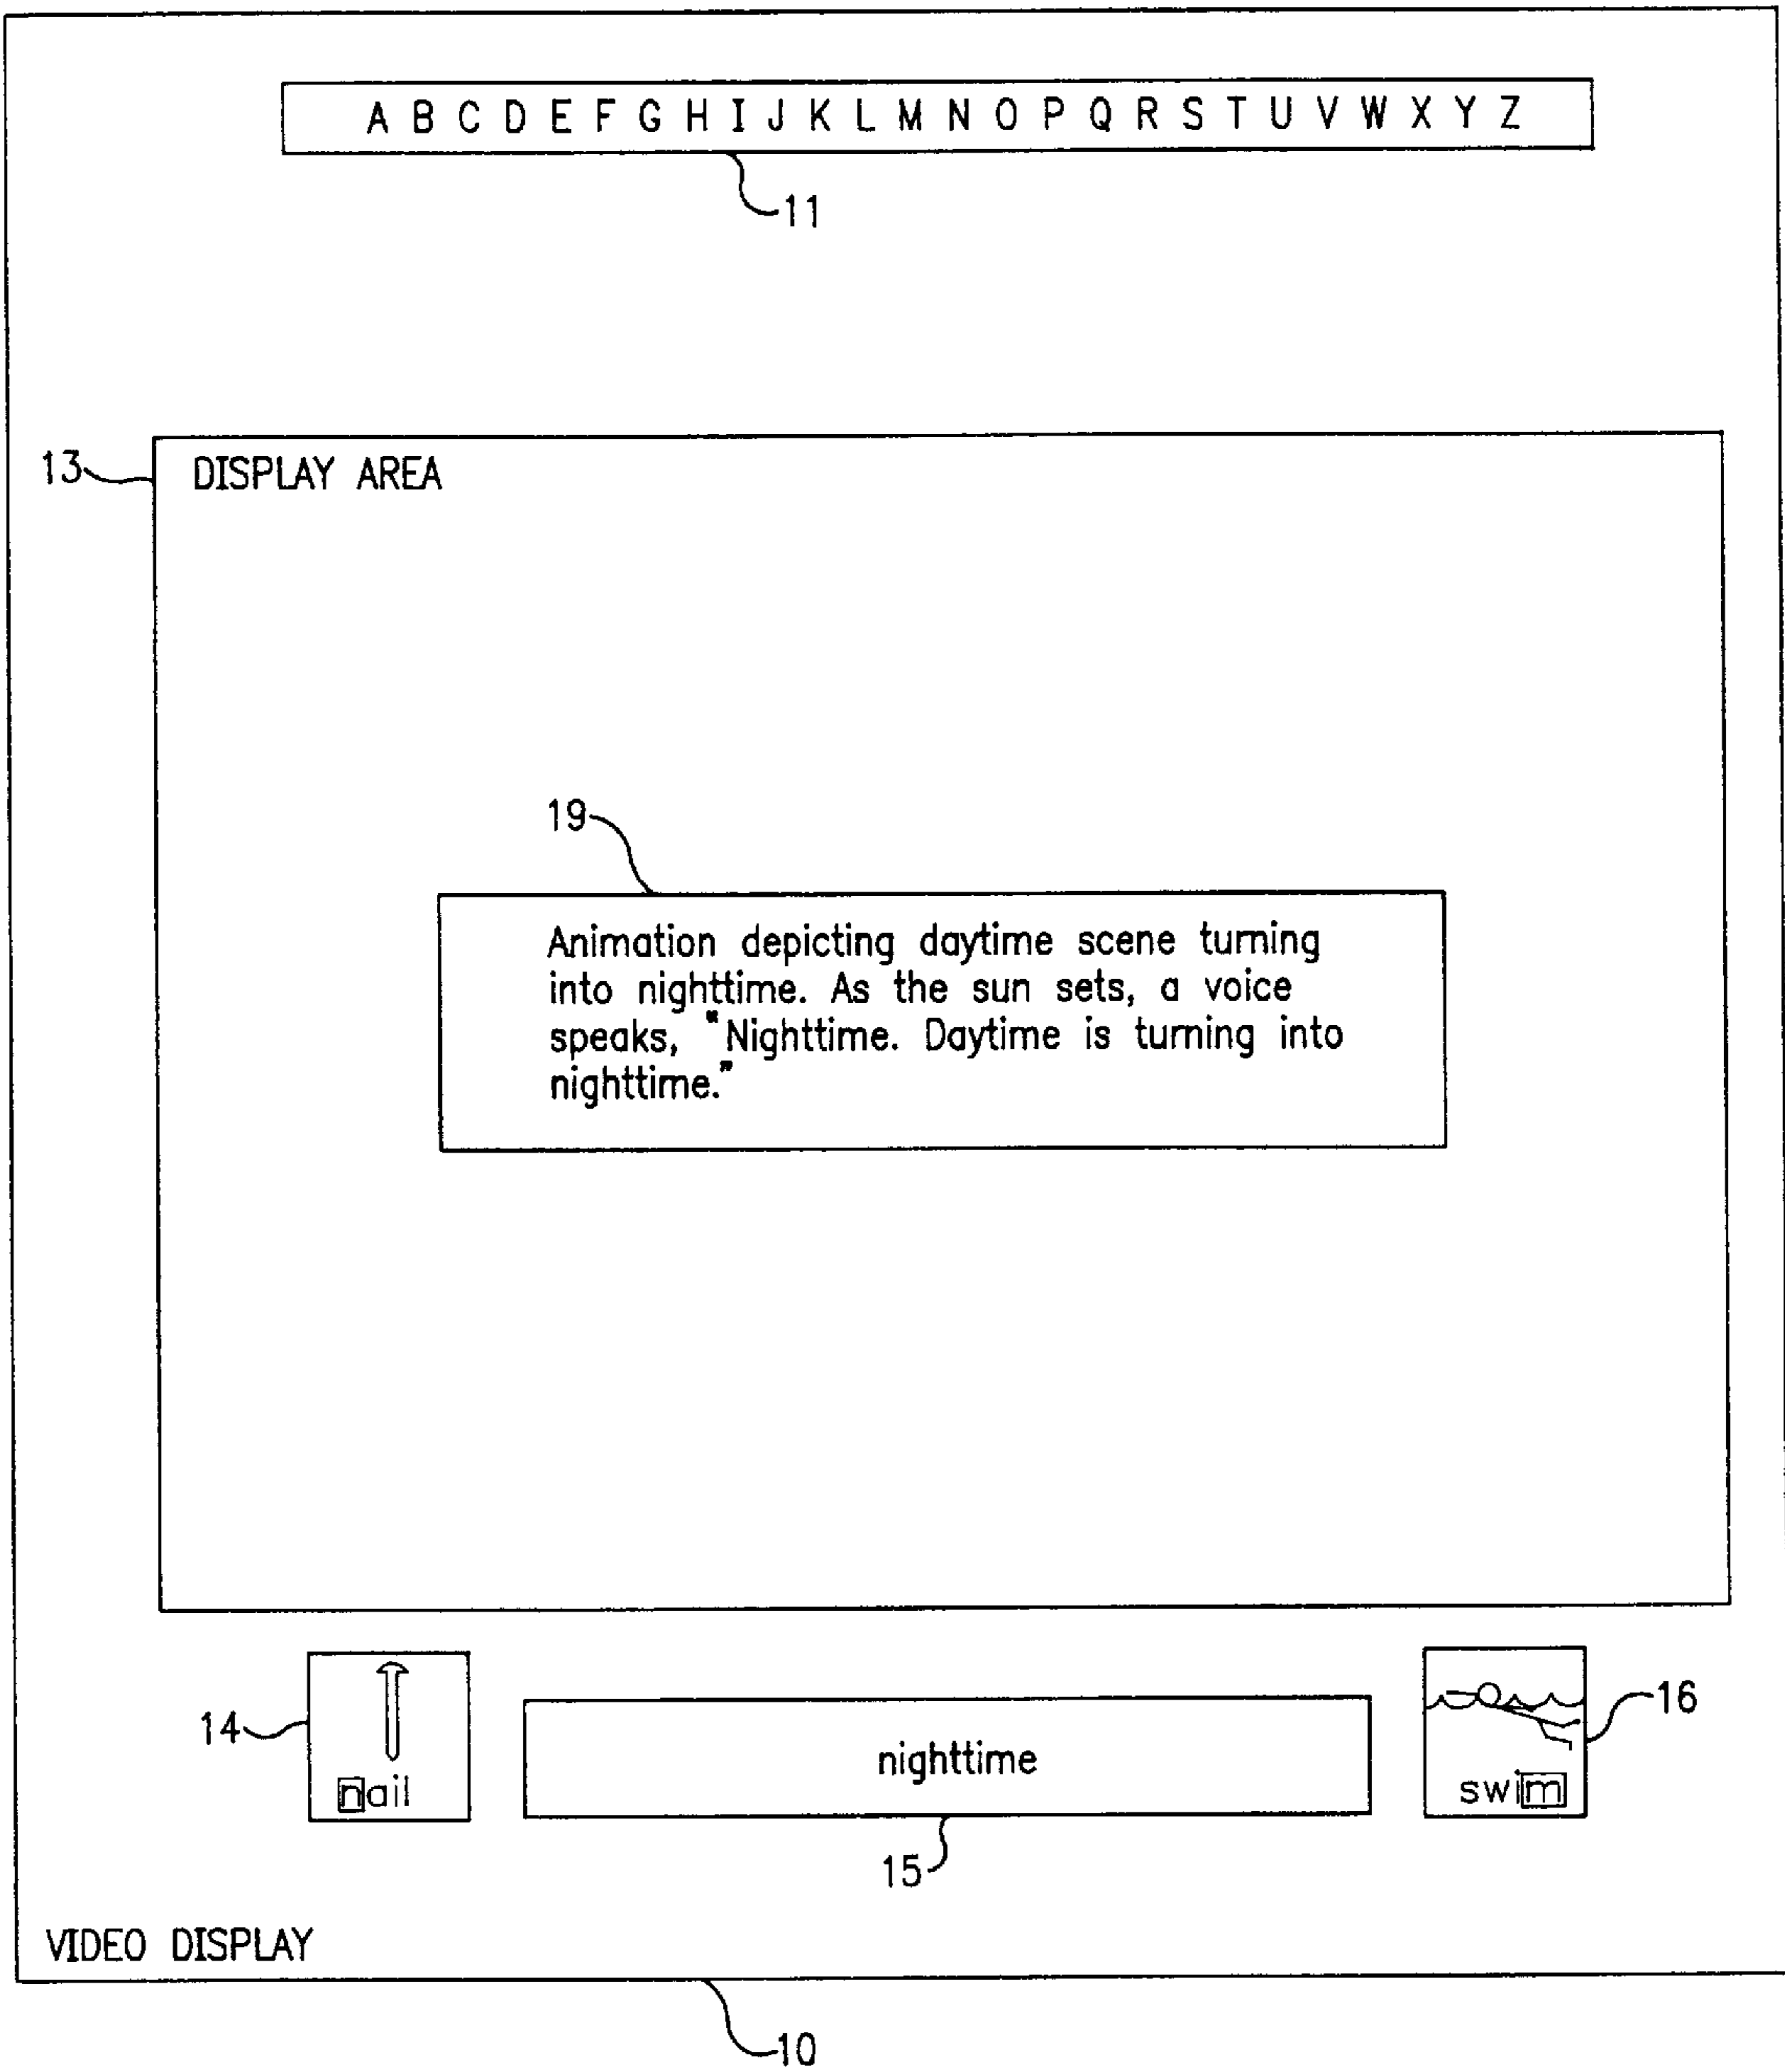 A B C D E F G H I J K L M N O P Q R S T U V W X Y Z
11
13
DISPLAY AREA
19
Animation depicting daytime scene turning
into nighttime. As the sun sets, a voice
speaks, "Nighttime. Daytime is turning into
nighttime."
14
nail
nighttime
15
swim
16
VIDEO DISPLAY
10